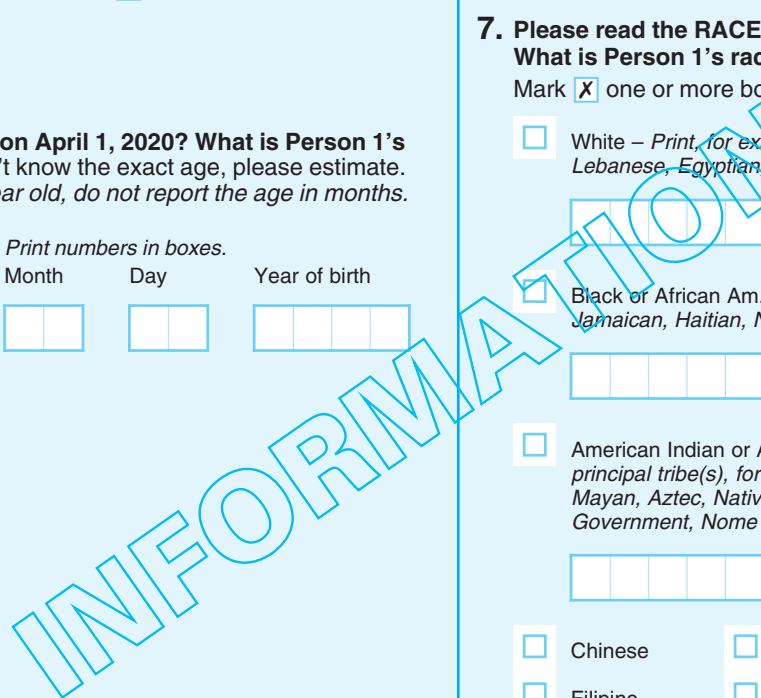 on April 1, 2020? What is Person 1's
't know the exact age, please estimate.
ar old, do not report the age in months.
Print numbers in boxes.
Month Day Year of birth
7. Please read the RACE
What is Person 1's rac
Mark X one or more bo
White – Print, for ex
Lebanese, Egyptian
Black or African Am.
Jamaican, Haitian, N
American Indian or A
principal tribe(s), for
Mayan, Aztec, Nativ
Government, Nome
Chinese
Filipino
INFORMATION